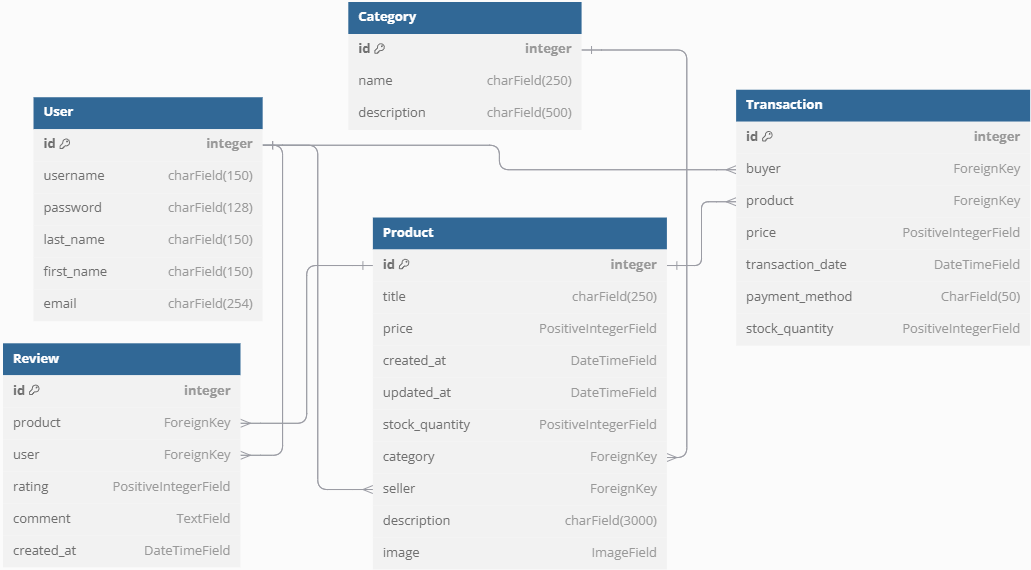 Category
id integer
name charField(250)
description charField(500)
User
id integer
username charField(150)
password charField(128)
last_name charField(150)
first_name charField(150)
email charField(254)
Transaction
id integer
buyer ForeignKey
product ForeignKey
price PositiveIntegerField
transaction_date DateTimeField
payment_method CharField(50)
stock_quantity PositiveIntegerField
Product
id integer
title charField(250)
price PositiveIntegerField
created_at DateTimeField
updated_at DateTimeField
stock_quantity PositiveIntegerField
category ForeignKey
seller ForeignKey
description charField(3000)
image ImageField
Review
id integer
product ForeignKey
user ForeignKey
rating PositiveIntegerField
comment TextField
created_at DateTimeField